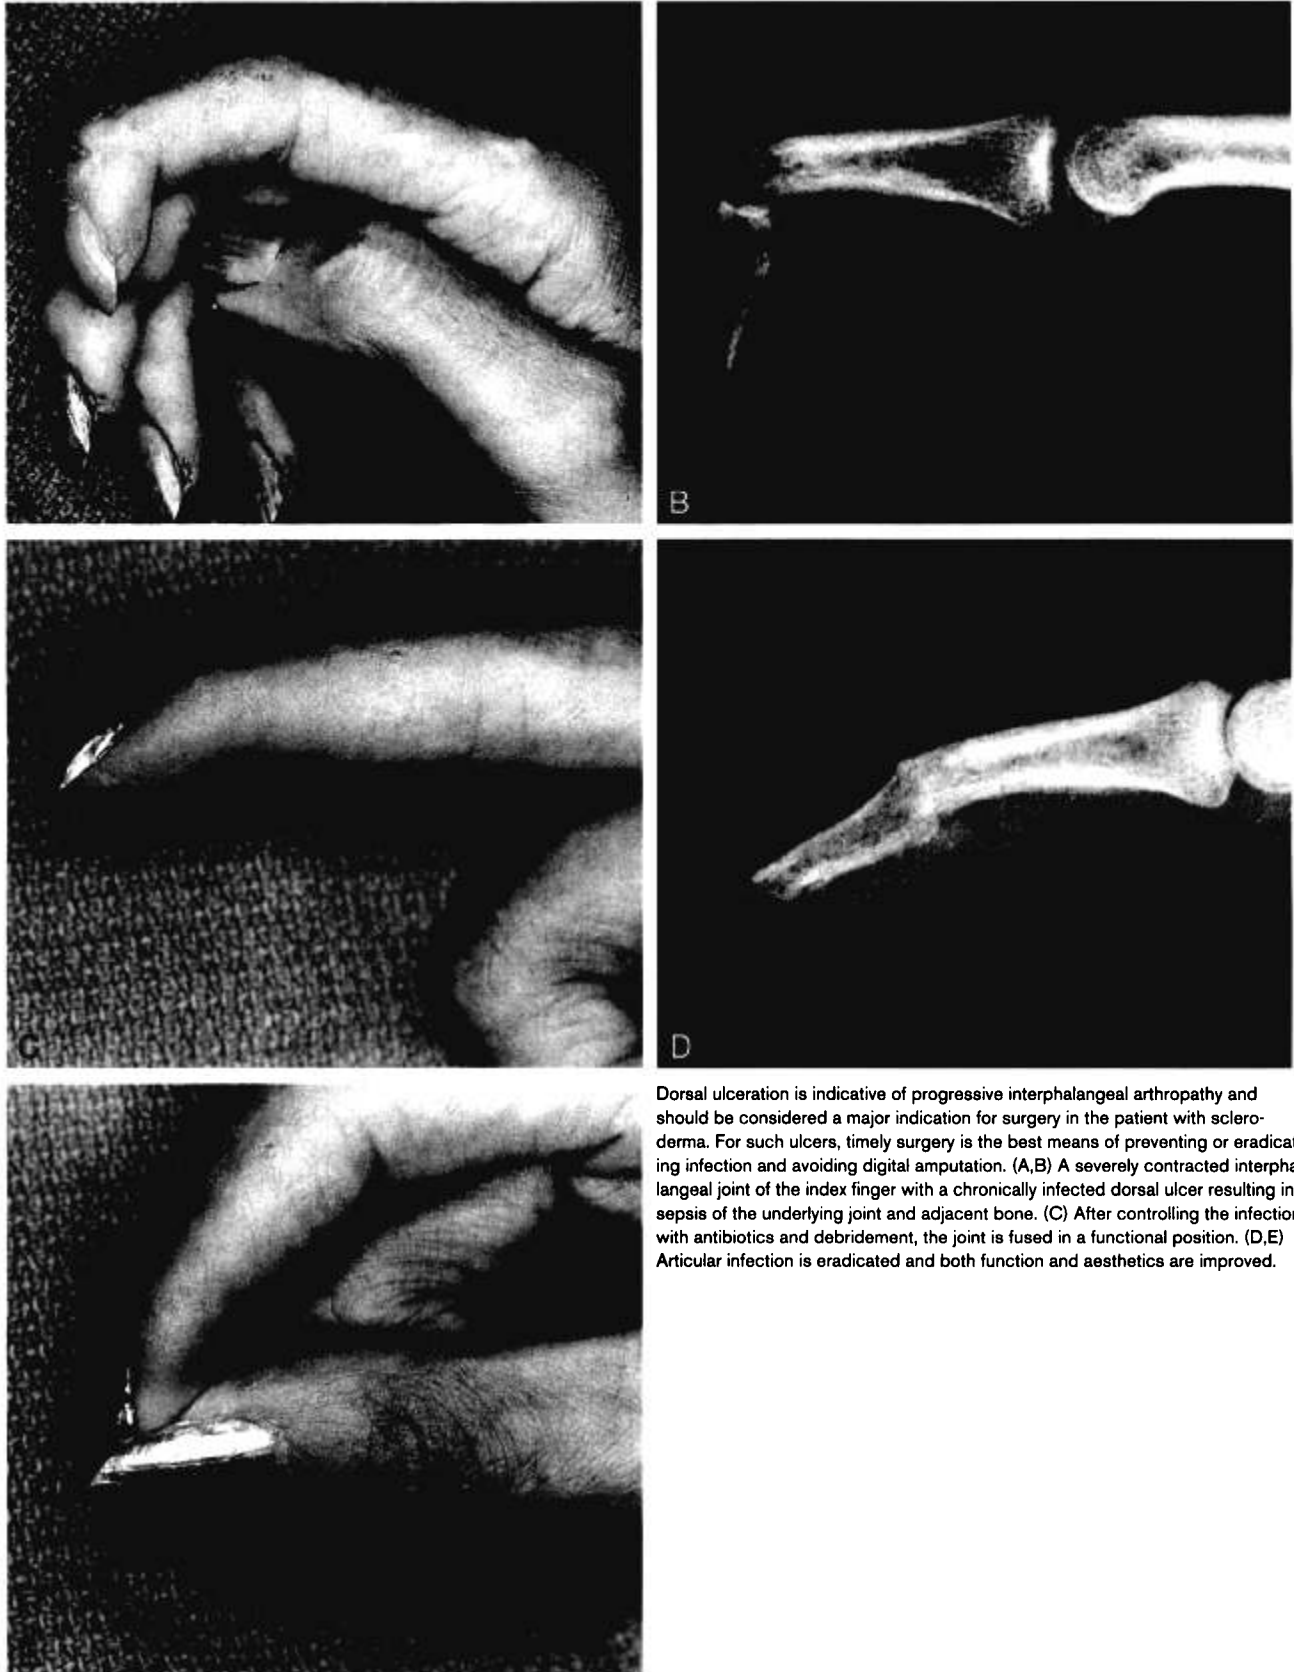 B
C
D
Dorsal ulceration is indicative of progressive interphalangeal arthropathy and
should be considered a major indication for surgery in the patient with sclero-
derma. For such ulcers, timely surgery is the best means of preventing or eradicat
ing infection and avoiding digital amputation. (A,B) A severely contracted interpha
langeal joint of the index finger with a chronically infected dorsal ulcer resulting in
sepsis of the underlying joint and adjacent bone. (C) After controlling the infection
with antibiotics and debridement, the joint is fused in a functional position. (D,E)
Articular infection is eradicated and both function and aesthetics are improved.